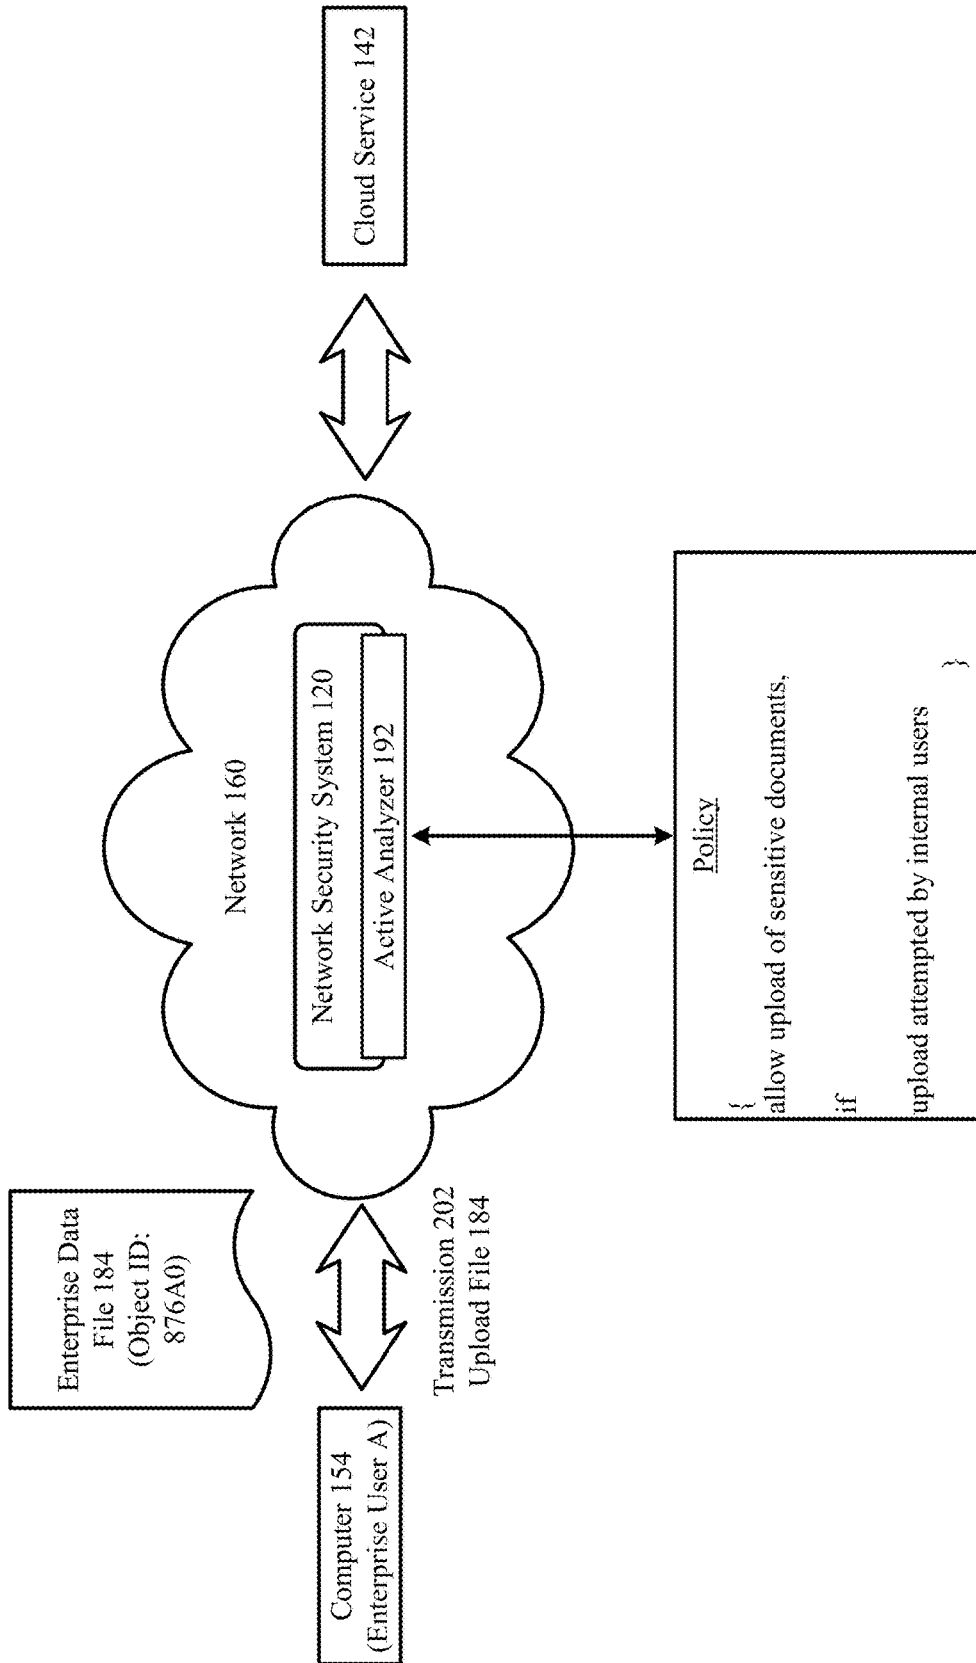 Enterprise Data
File 184
(Object ID:
876A0)
Computer 154
(Enterprise User A)
Transmission 202
Upload File 184
Network 160
Network Security System 120
Active Analyzer 192
Cloud Service 142
Policy
{
allow upload of sensitive documents,
if
upload attempted by internal users
}